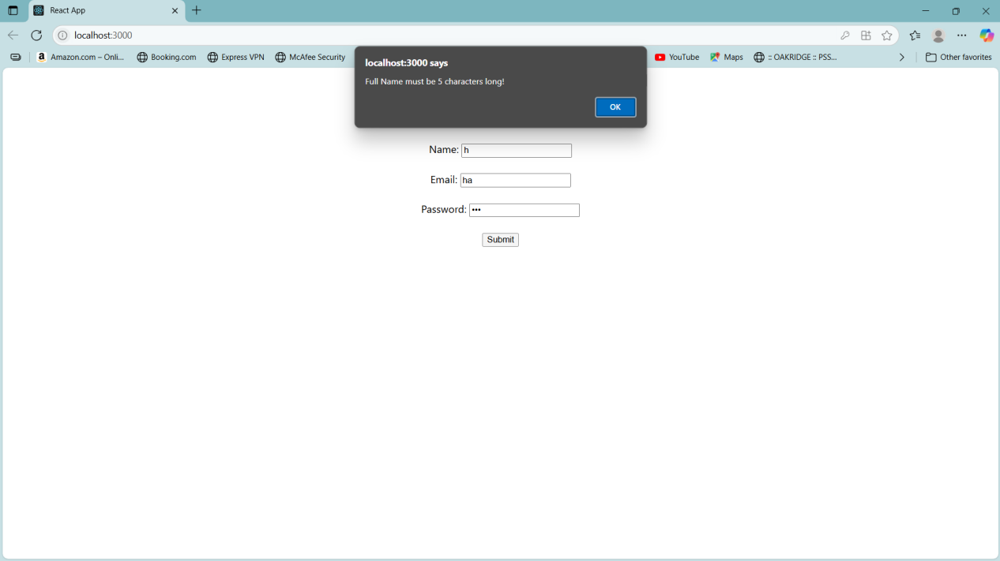 React App
localhost:3000
Amazon.com – Onli...
Booking.com
Express VPN
McAfee Security
YouTube
Maps
:: OAKRIDGE :: PSS...
Other favorites
localhost:3000 says
Full Name must be 5 characters long!
OK
Name: h
Email: ha
Password: •••
Submit